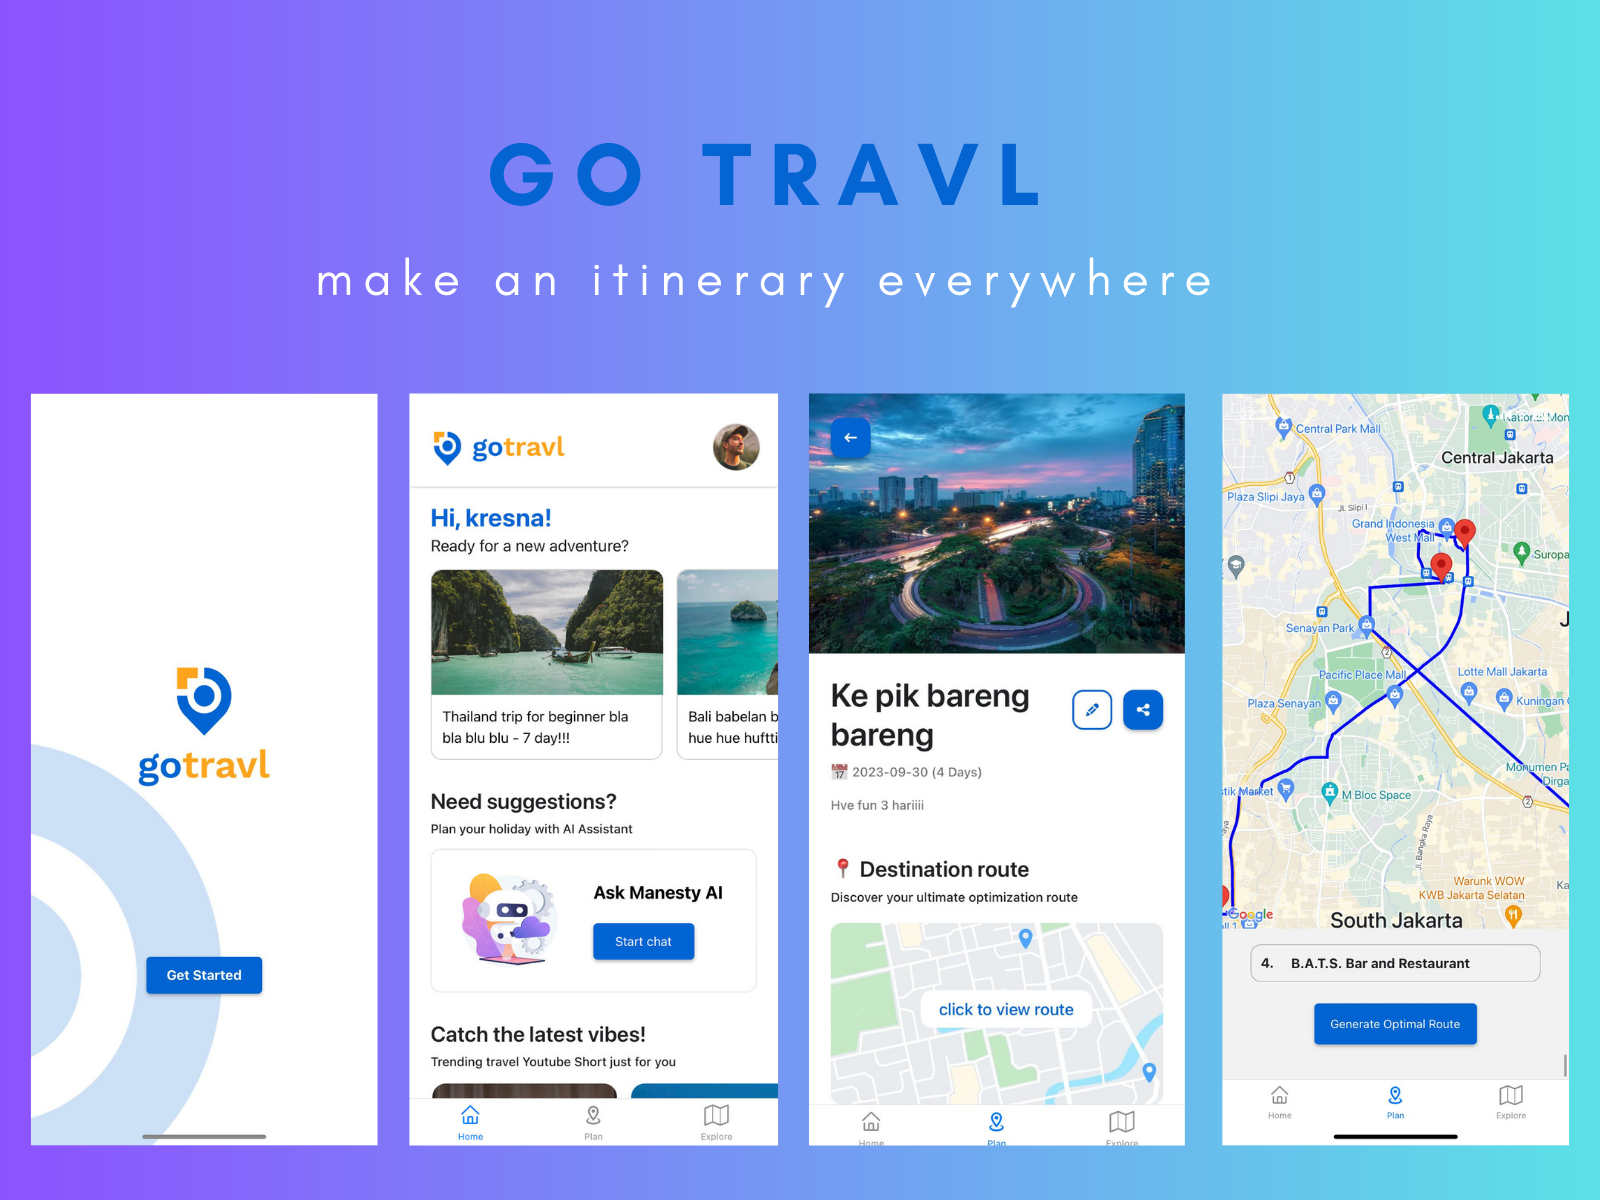 GO TRAVL
make an itinerary everywhere
gotravl
Get Started
gotravl
Hi, kresna!
Ready for a new adventure?
Thailand trip for beginner bla
bla blu blu - 7 day!!!
Bali babelan b
hue hue huftti
Need suggestions?
Plan your holiday with AI Assistant
Ask Manesty AI
Start chat
Catch the latest vibes!
Trending travel Youtube Short just for you
Home
Plan
Explore
Ke pik bareng
bareng
2023-09-30 (4 Days)
Hve fun 3 hariiii
Destination route
Discover your ultimate optimization route
click to view route
Home
Plan
Explore
National Mon
Central Park Mall
Central Jakarta
Plaza Slipi Jaya
1
JL. Slipi I
Grand Indonesia
West Mall
Suropa
J
Senayan Park
2
Pacific Place Mall
Lotte Mall Jakarta
Plaza Senayan
Kuningan
Monumen Pa
Dirga
tik Market
M Bloc Space
2
aya
Jl. Bangka Raya
Warunk WOW
KWB Jakarta Selatan
Ka
Google
South Jakarta
4. B.A.T.S. Bar and Restaurant
Generate Optimal Route
Home
Plan
Explore